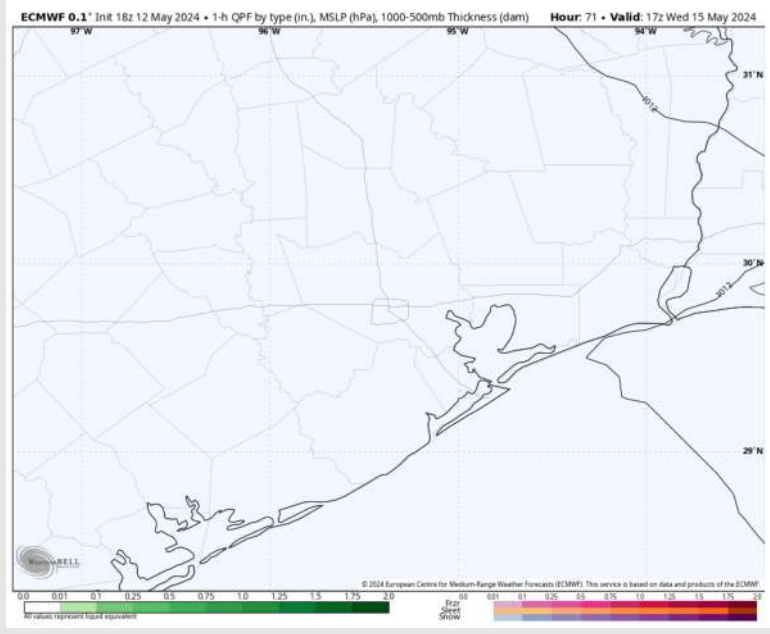 ECMWF 0.1° Init 18z 12 May 2024 • 1-h QPF by type (in.), MSLP (hPa), 1000-500mb Thickness (dam) Hour: 71 • Valid: 17z Wed 15 May 2024
97°W 96°W 95°W 94°W
31°N
1012
30°N
1012
29°N
WeatherBELL
© 2024 European Centre for Medium-Range Weather Forecasts (ECMWF). This service is based on data and products of the ECMWF.
0.0 0.01 0.1 0.25 0.5 0.75 1.0 1.25 1.5 1.75 2.0
0.0 0.01 0.1 0.25 0.5 0.75 1.0 1.25 1.5 1.75 2.0
Frzr
Sleet
Snow
All values represent liquid equivalent